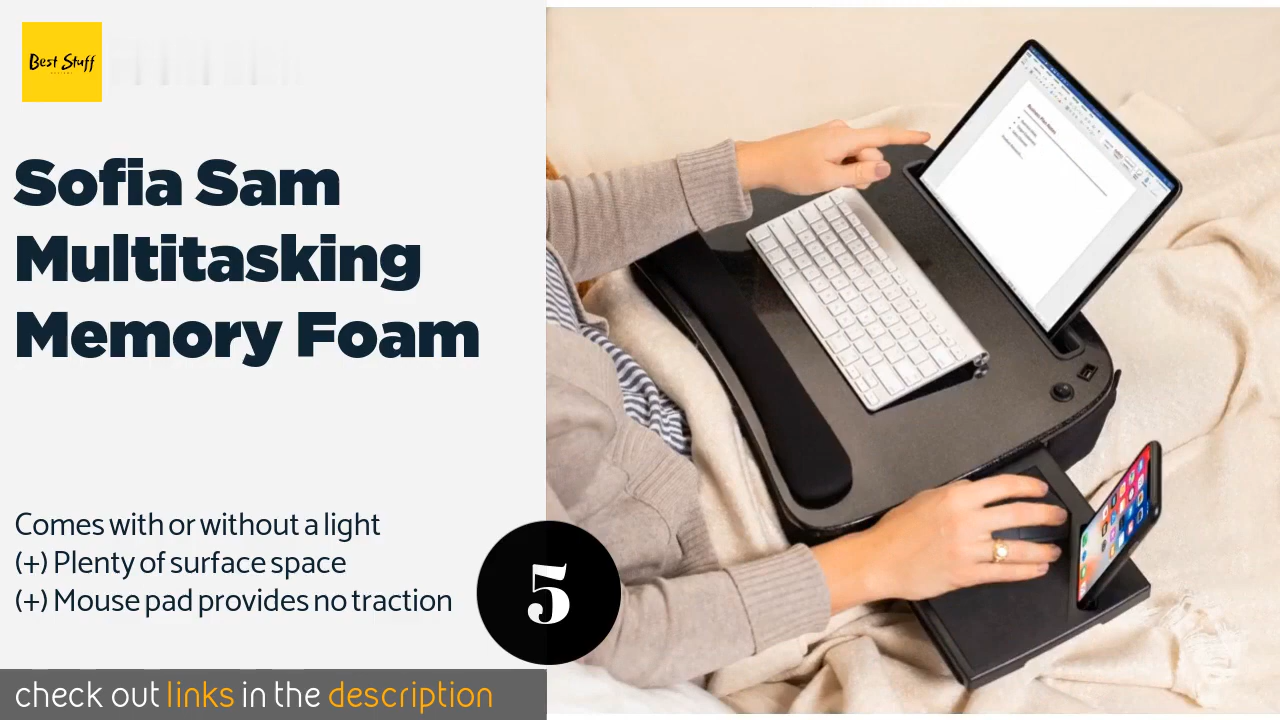 Best Stuff
Sofia Sam
Multitasking
Memory Foam
Comes with or without a light
(+) Plenty of surface space
(+) Mouse pad provides no traction
5
check out links in the description